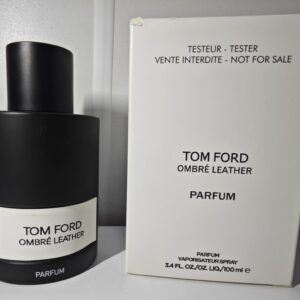 TOM FORD
OMBRÉ LEATHER
PARFUM
TESTEUR - TESTER
VENTE INTERDITE - NOT FOR SALE
TOM FORD
OMBRÉ LEATHER
PARFUM
PARFUM
VAPORISATEUR SPRAY
3.4 FL. OZ./OZ. LIQ./100 ml e